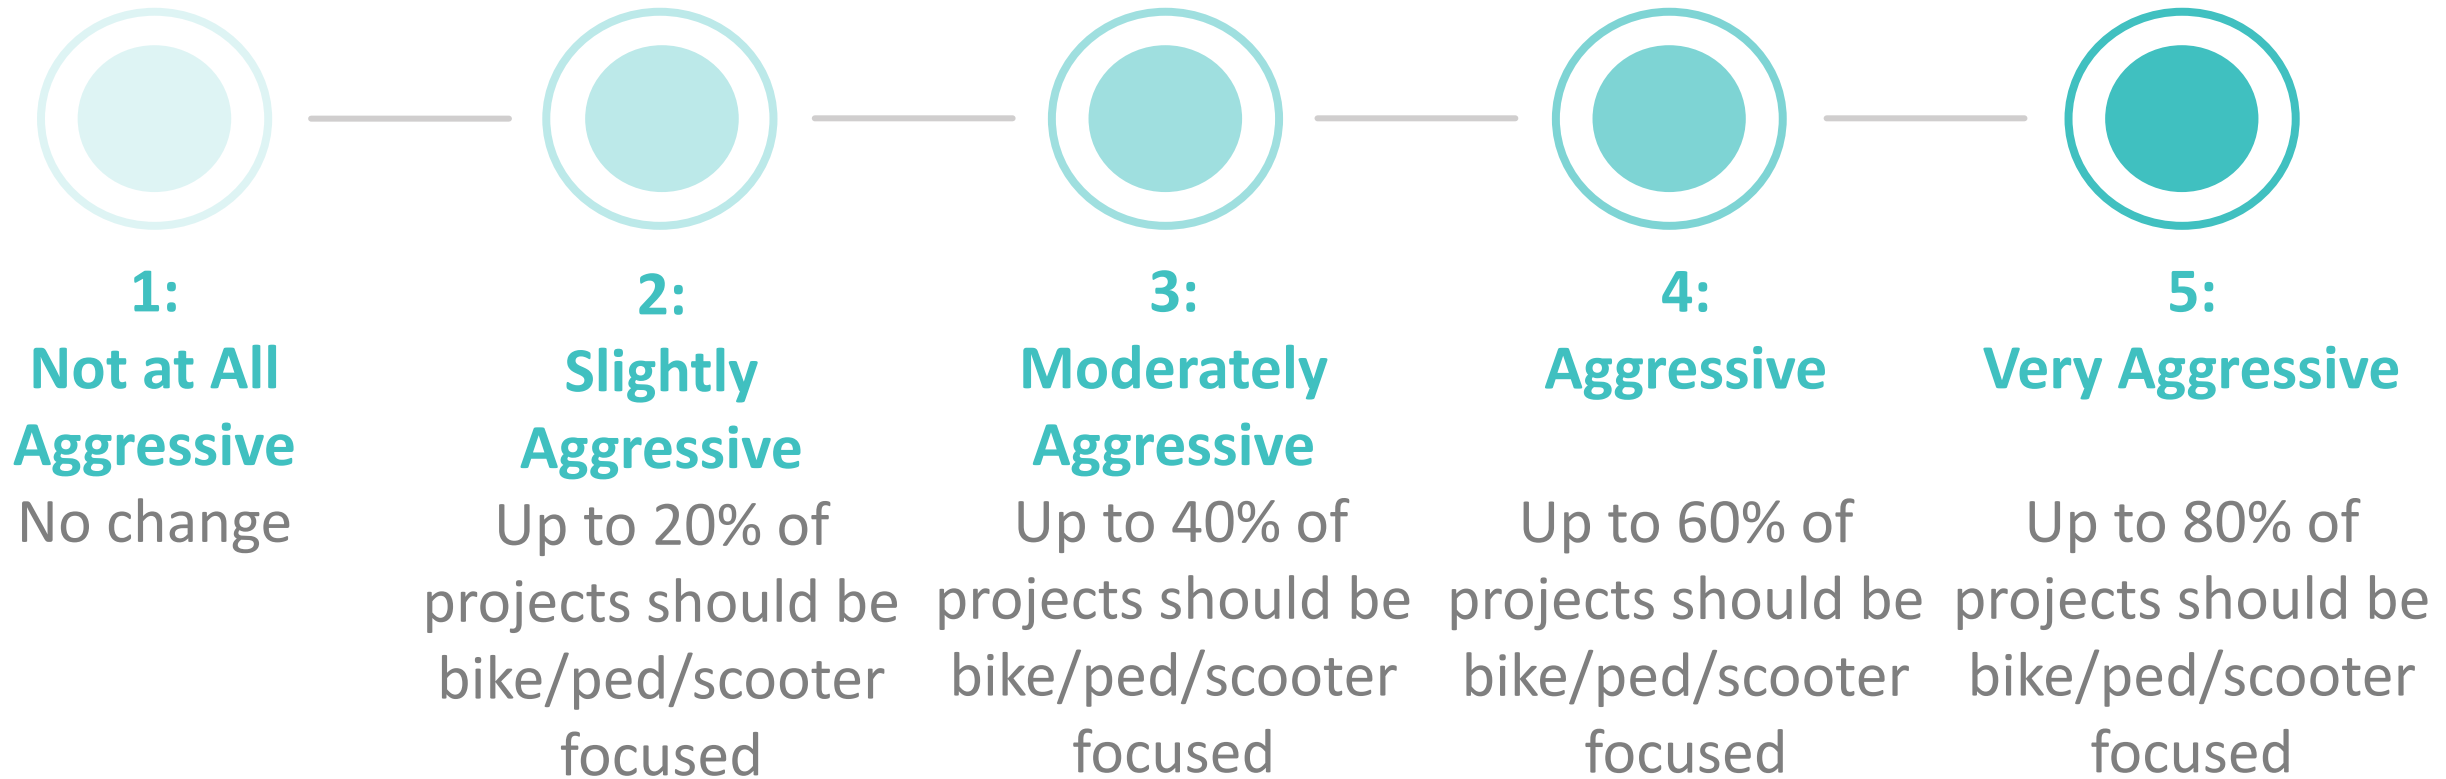 1:
Not at All
Aggressive
No change
2:
Slightly
Aggressive
Up to 20% of
projects should be
bike/ped/scooter
focused
3:
Moderately
Aggressive
Up to 40% of
projects should be
bike/ped/scooter
focused
4:
Aggressive
Up to 60% of
projects should be
bike/ped/scooter
focused
5:
Very Aggressive
Up to 80% of
projects should be
bike/ped/scooter
focused